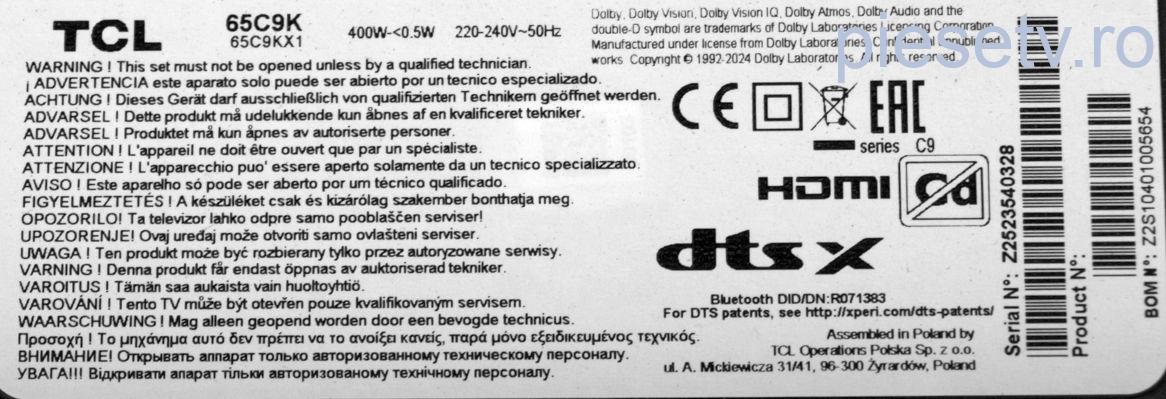 TCL
65C9K
65C9KX1
400W-<0.5W 220-240V~50Hz
Dolby, Dolby Vision, Dolby Vision IQ, Dolby Atmos, Dolby Audio and the
double-D symbol are trademarks of Dolby Laboratories Licensing Corporation.
Manufactured under license from Dolby Laboratories. Confidential unpublished
works. Copyright © 1992-2024 Dolby Laboratories. All rights reserved.
piesetv.ro
WARNING ! This set must not be opened unless by a qualified technician.
¡ ADVERTENCIA este aparato solo puede ser abierto por un tecnico especializado.
ACHTUNG ! Dieses Gerät darf ausschließlich von qualifizierten Technikern geöffnet werden.
ADVARSEL ! Dette produkt må udelukkende kun åbnes af en kvalificeret tekniker.
ADVARSEL ! Produktet må kun åpnes av autoriserte personer.
ATTENTION ! L'appareil ne doit être ouvert que par un spécialiste.
ATTENZIONE ! L'apparecchio puo' essere aperto solamente da un tecnico specializzato.
AVISO ! Este aparelho só pode ser aberto por um técnico qualificado.
FIGYELMEZTETÉS ! A készüléket csak és kizárólag szakember bonthatja meg.
OPOZORILO! Ta televizor lahko odpre samo pooblaščen serviser!
UPOZORENJE! Ovaj uređaj može otvoriti samo ovlašteni serviser.
UWAGA ! Ten produkt może być rozbierany tylko przez autoryzowane serwisy.
VARNING ! Denna produkt får endast öppnas av auktoriserad tekniker.
VAROITUS ! Tämän saa aukaista vain huoltoyhtiö.
VAROVÁNÍ ! Tento TV může být otevřen pouze kvalifikovaným servisem.
WAARSCHUWING ! Mag alleen geopend worden door een bevogde technicus.
Προσοχή ! Το μηχάνημα αυτό δεν πρέπει να το ανοίξει κανείς, παρά μόνο εξειδικευμένος τεχνικός.
ВНИМАНИЕ! Открывать аппарат только авторизованному техническому персоналу.
УВАГА!!! Відкривати апарат тільки авторизованому технічному персоналу.
CE
EAC
series C9
HDMI
Cd
dts x
Bluetooth DID/DN:R071383
For DTS patents, see http://xperi.com/dts-patents/
Assembled in Poland by
TCL Operations Polska Sp. z o.o.
ul. A. Mickiewicza 31/41, 96-300 Żyrardów, Poland
Serial N°: Z2523540328
Product N°:
BOM N°: Z2S10401005654